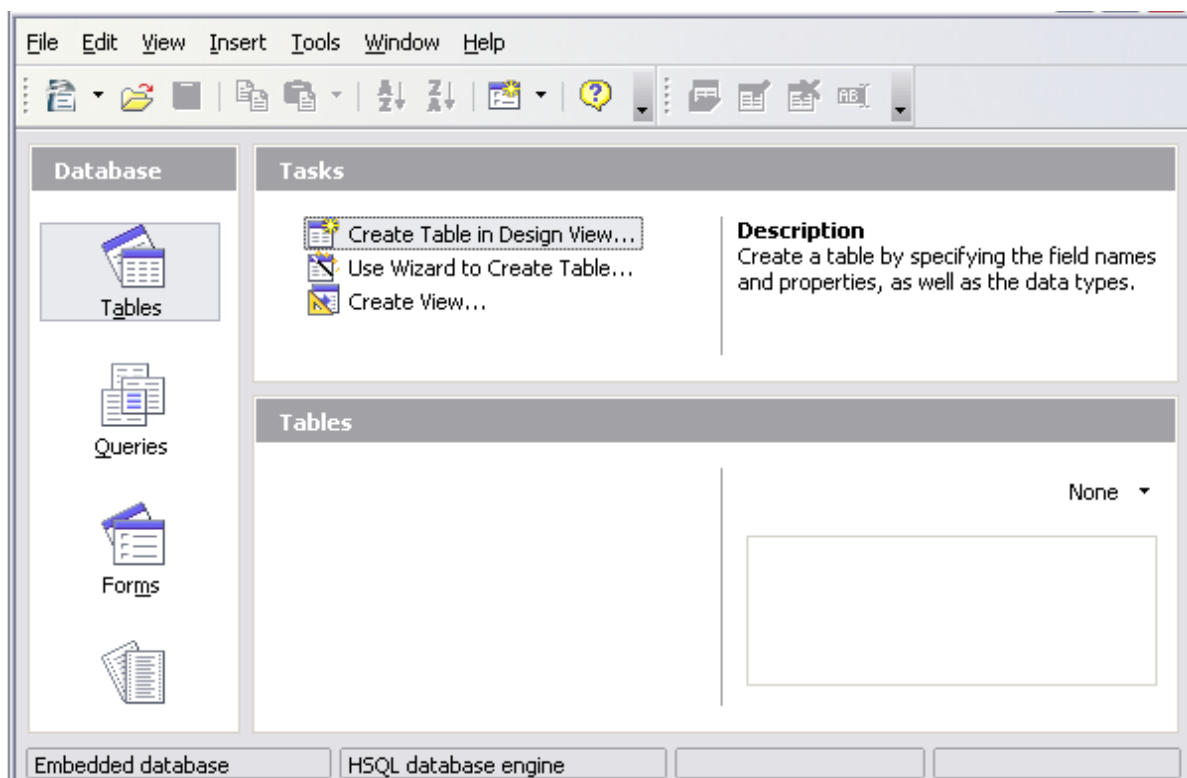 File Edit View Insert Tools Window Help
Database
Tables
Queries
Forms
Tasks
Create Table in Design View...
Use Wizard to Create Table...
Create View...
Description
Create a table by specifying the field names
and properties, as well as the data types.
Tables
None
Embedded database
HSQL database engine